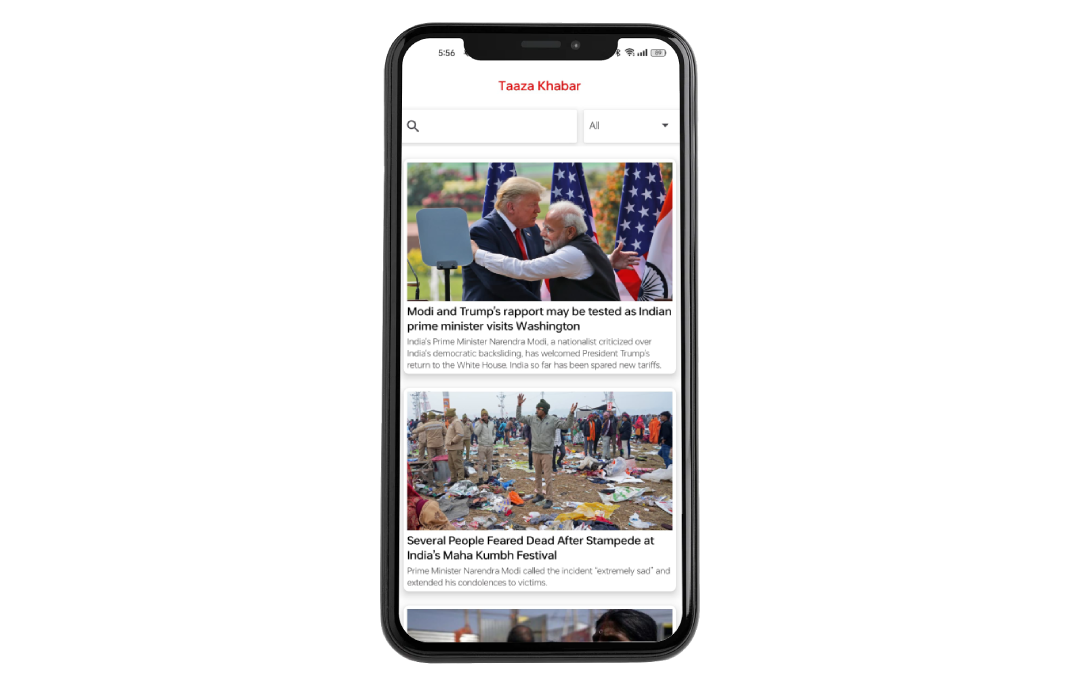 5:56
Taaza Khabar
All
Modi and Trump's rapport may be tested as Indian
prime minister visits Washington
India's Prime Minister Narendra Modi, a nationalist criticized over
India's democratic backsliding, has welcomed President Trump's
return to the White House. India so far has been spared new tariffs.
Several People Feared Dead After Stampede at
India's Maha Kumbh Festival
Prime Minister Narendra Modi called the incident "extremely sad" and
extended his condolences to victims.